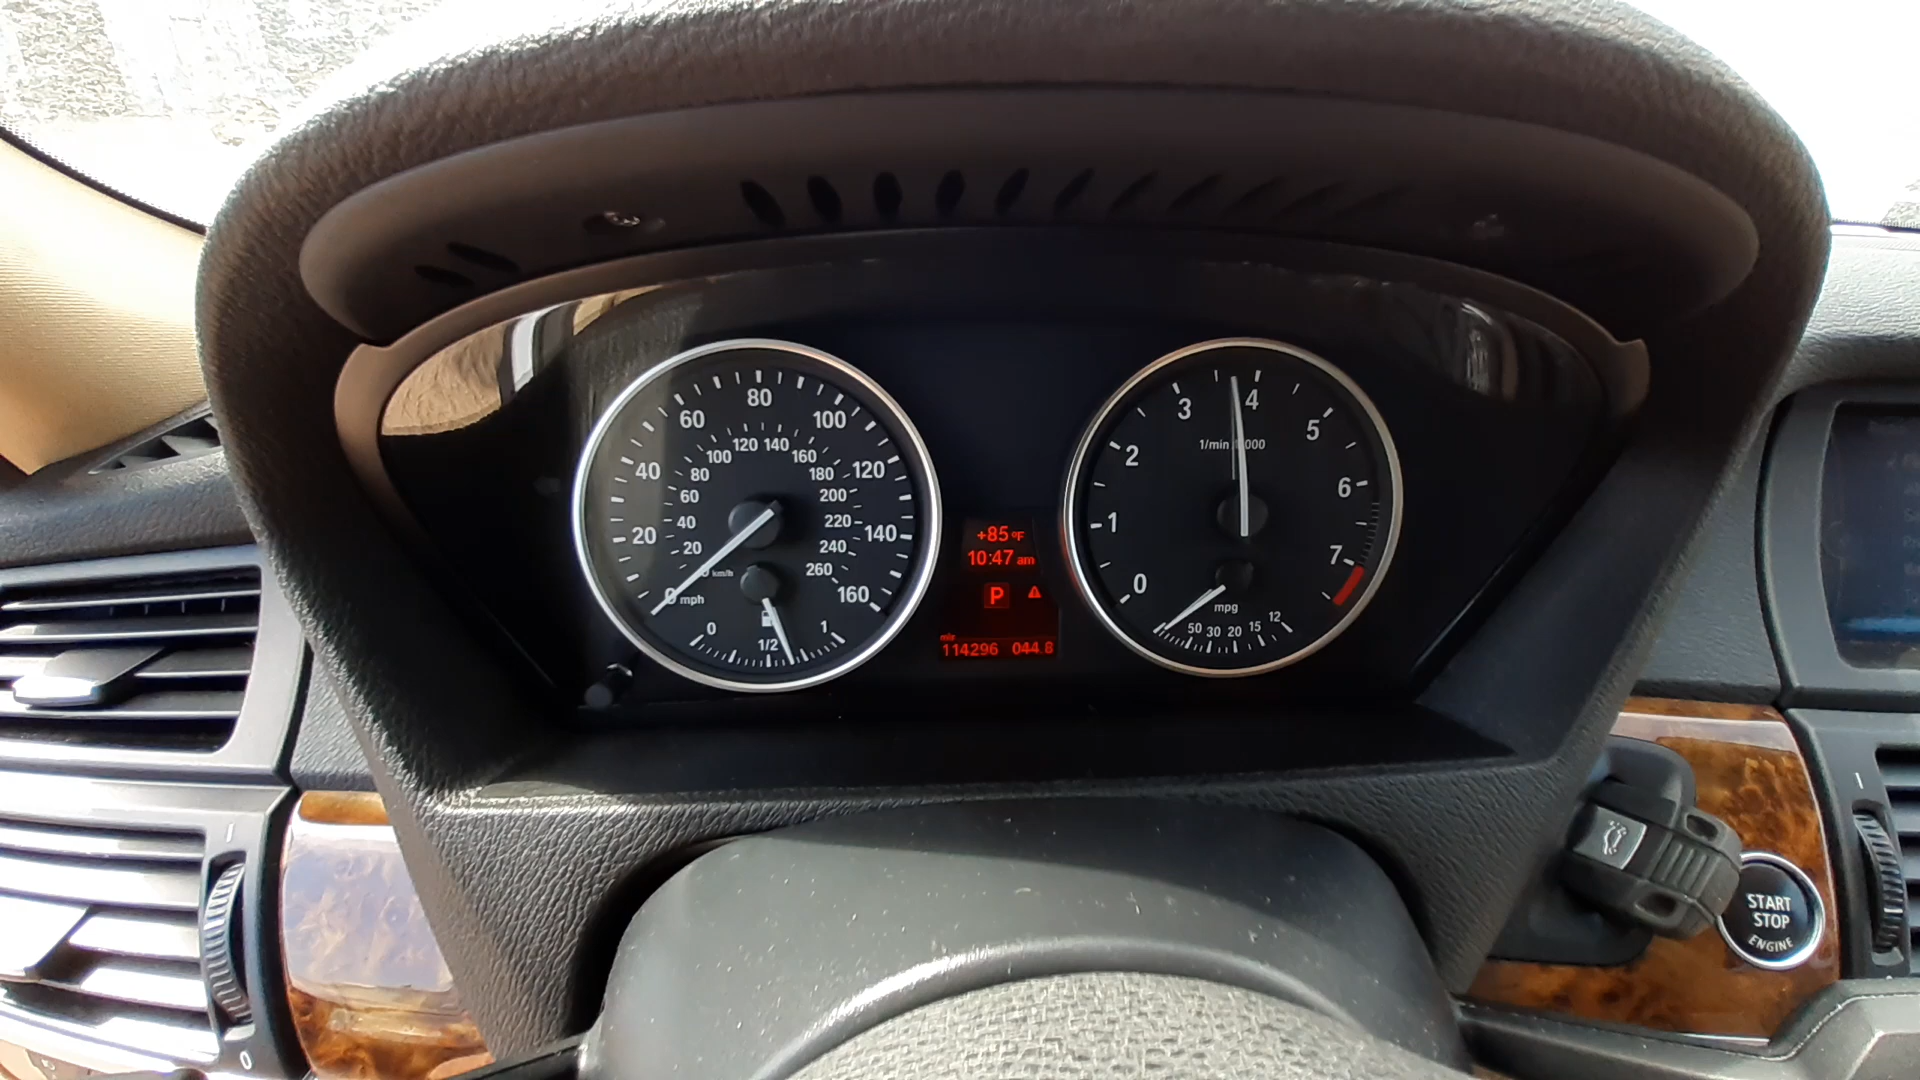 80
60 100
40 120
20 140
0 mph 160
120 140
100 160
80 180
60 200
40 220
20 240
km/h 260
0 1/2 1
+85 °F
10:47 am
P
mls
114296 044.8
3 4
2 5
1 6
0 7
1/min
000
mpg
50 30 20 15 12
START
STOP
ENGINE
0